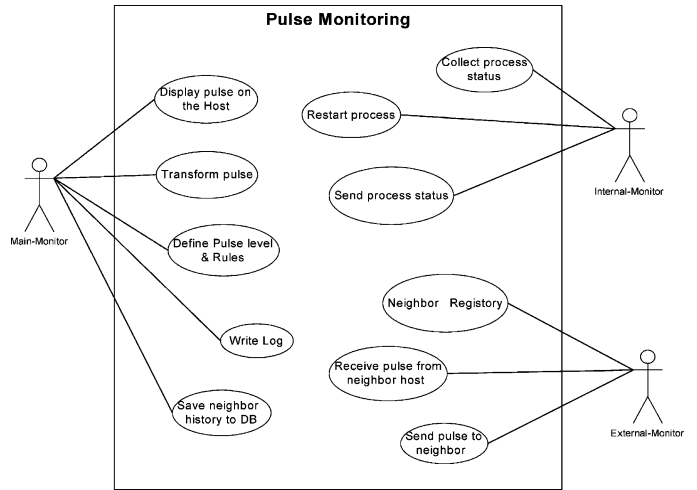 Pulse Monitoring
Collect process
status
Display pulse on
the Host
Restart process
Transform pulse
Send process status
Internal-Monitor
Main-Monitor
Define Pulse level
& Rules
Neighbor Registory
Write Log
Receive pulse from
neighbor host
Save neighbor
history to DB
Send pulse to
neighbor
External-Monitor